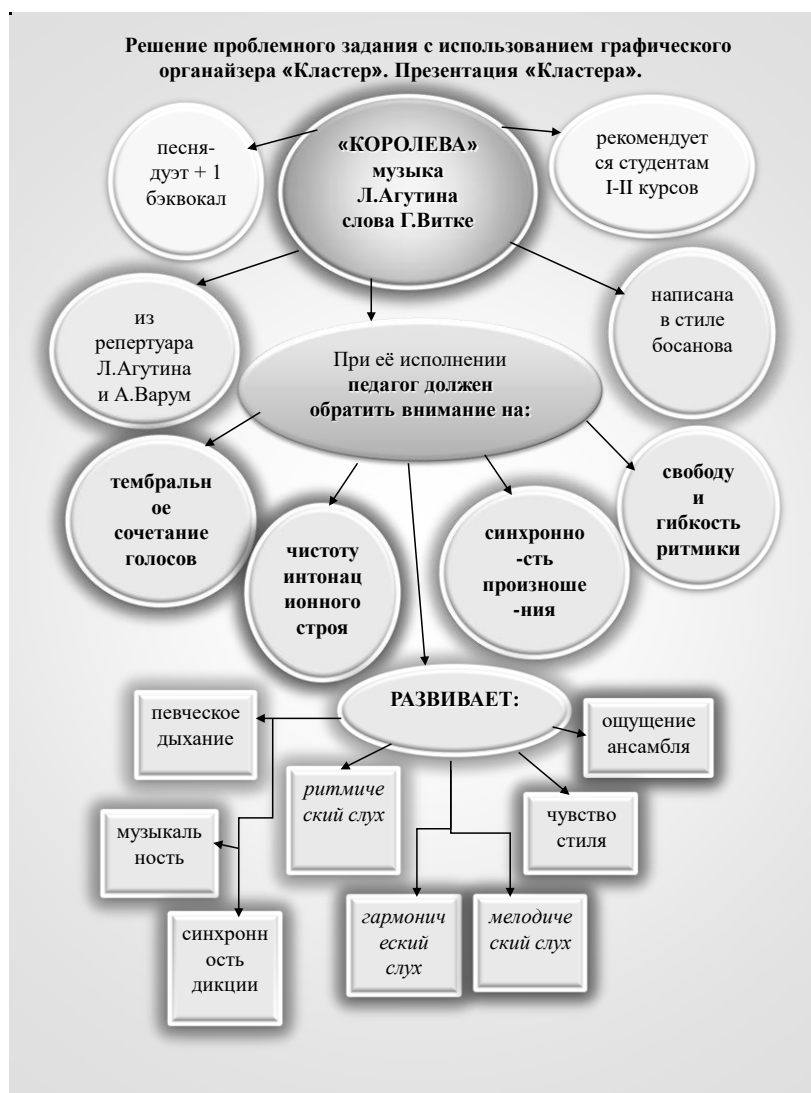 Решение проблемного задания с использованием графического
органайзера «Кластер». Презентация «Кластера».
песня-
дуэт + 1
бэквокал
«КОРОЛЕВА»
музыка
Л.Агутина
слова Г.Витке
рекомендует
ся студентам
I-II курсов
из
репертуара
Л.Агутина
и А.Варум
написана
в стиле
босанова
При её исполнении
педагог должен
обратить внимание на:
тембральн
ое
сочетание
голосов
чистоту
интонац
ионного
строя
синхронно
-сть
произноше
-ния
свободу
и
гибкость
ритмики
РАЗВИВАЕТ:
певческое
дыхание
ощущение
ансамбля
ритмиче
ский слух
музыкаль
ность
чувство
стиля
синхронн
ость
дикции
гармонич
еский
слух
мелодиче
ский слух